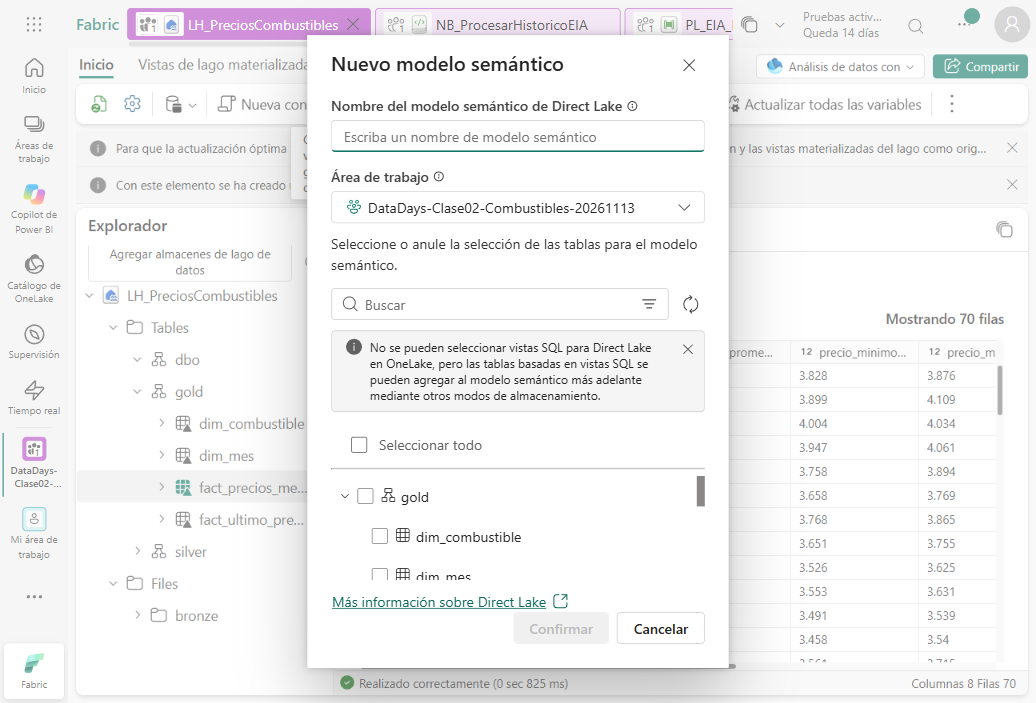 Fabric
LH_PreciosCombustibles
NB_ProcesarHistoricoEIA
PL_EIA_
Pruebas activ...
Queda 14 días
Inicio
Áreas de trabajo
Copilot de Power BI
Catálogo de OneLake
Supervisión
Tiempo real
DataDays-Clase02-...
Mi área de trabajo
Fabric
Inicio
Vistas de lago materializada
Análisis de datos con
Compartir
Nueva con
Actualizar todas las variables
Para que la actualización óptima
n y las vistas materializadas del lago como orig...
Con este elemento se ha creado
Explorador
Agregar almacenes de lago de
datos
LH_PreciosCombustibles
Tables
dbo
gold
dim_combustible
dim_mes
fact_precios_me...
fact_ultimo_pre...
silver
Files
bronze
Nuevo modelo semántico
Nombre del modelo semántico de Direct Lake
Escriba un nombre de modelo semántico
Área de trabajo
DataDays-Clase02-Combustibles-20261113
Seleccione o anule la selección de las tablas para el modelo
semántico.
Buscar
No se pueden seleccionar vistas SQL para Direct Lake
en OneLake, pero las tablas basadas en vistas SQL se
pueden agregar al modelo semántico más adelante
mediante otros modos de almacenamiento.
Seleccionar todo
gold
dim_combustible
dim_mes
Más información sobre Direct Lake
Confirmar
Cancelar
Mostrando 70 filas
prome... 12 precio_minimo... 12 precio_m
3.828 3.876
3.899 4.109
4.004 4.034
3.947 4.061
3.758 3.894
3.658 3.769
3.768 3.865
3.651 3.755
3.526 3.625
3.553 3.631
3.491 3.539
3.458 3.54
3.561 3.715
Realizado correctamente (0 sec 825 ms)
Columnas 8 Filas 70